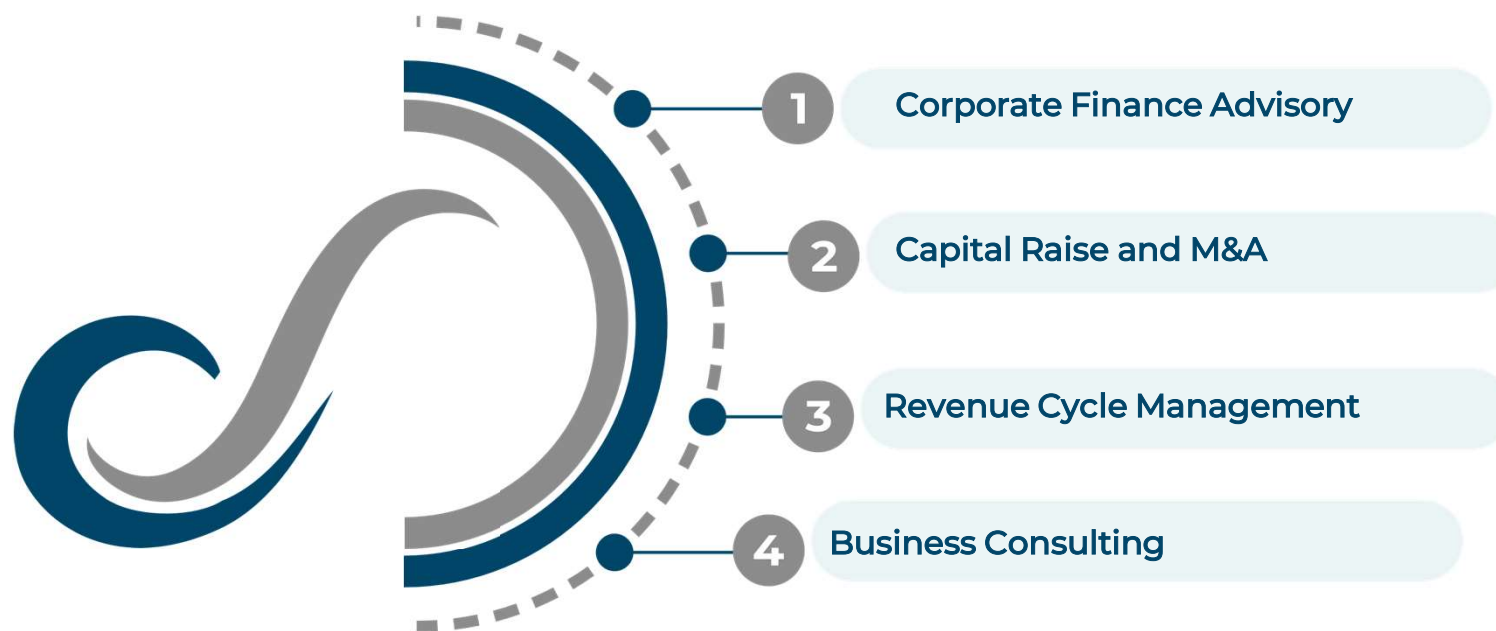 1 Corporate Finance Advisory
2 Capital Raise and M&A
3 Revenue Cycle Management
4 Business Consulting